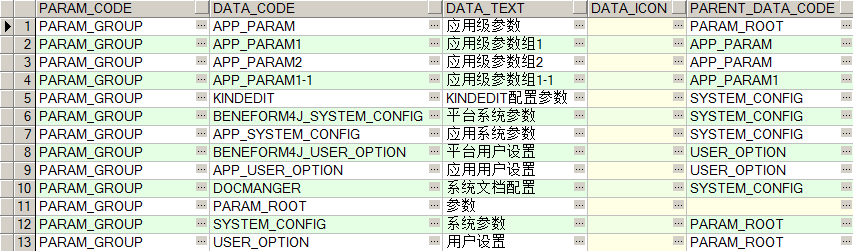 PARAM_CODE DATA_CODE DATA_TEXT DATA_ICON PARENT_DATA_CODE
1 PARAM_GROUP APP_PARAM 应用级参数 PARAM_ROOT
2 PARAM_GROUP APP_PARAM1 应用级参数组1 APP_PARAM
3 PARAM_GROUP APP_PARAM2 应用级参数组2 APP_PARAM
4 PARAM_GROUP APP_PARAM1-1 应用级参数组1-1 APP_PARAM1
5 PARAM_GROUP KINDEDIT KINDEDIT配置参数 SYSTEM_CONFIG
6 PARAM_GROUP BENEFORM4J_SYSTEM_CONFIG 平台系统参数 SYSTEM_CONFIG
7 PARAM_GROUP APP_SYSTEM_CONFIG 应用系统参数 SYSTEM_CONFIG
8 PARAM_GROUP BENEFORM4J_USER_OPTION 平台用户设置 USER_OPTION
9 PARAM_GROUP APP_USER_OPTION 应用用户设置 USER_OPTION
10 PARAM_GROUP DOCMANGER 系统文档配置 SYSTEM_CONFIG
11 PARAM_GROUP PARAM_ROOT 参数
12 PARAM_GROUP SYSTEM_CONFIG 系统参数 PARAM_ROOT
13 PARAM_GROUP USER_OPTION 用户设置 PARAM_ROOT